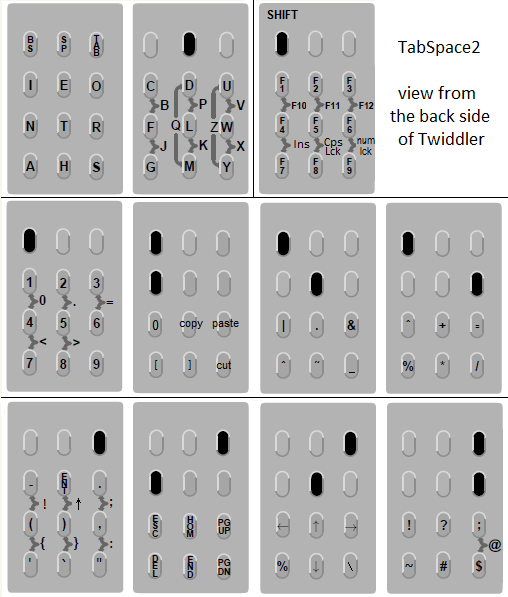 SHIFT
TabSpace2
view from
the back side
of Twiddler
BS SP TAB
I E O
N T R
A H S
C D U
B P V
F Q L Z W
J K X
G M Y
F1 F2 F3
F10 F11 F12
F4 F5 F6
Ins Cps Lck num lck
F7 F8 F9
1 2 3
0 . =
4 5 6
< >
7 8 9
0 copy paste
[ ] cut
| . &
^ ~ _
^ + =
% * /
- ENT .
! ↑ ;
( ) ,
{ } :
' ` "
ESC HOM PG UP
DEL END PG DN
← ↑ →
% ↓ \
! ? ;
@
~ # $